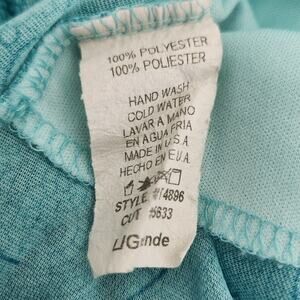 100% POLYESTER
100% POLIESTER
HAND WASH
COLD WATER
LAVAR A MANO
EN AGUA FRIA
MADE IN U.S.A
HECHO EN E.U.A.
STYLE #14896
CUT #5633
L/Grande